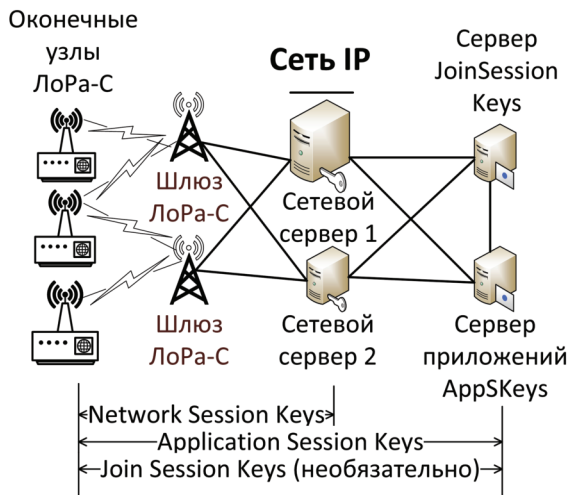 Оконечные
узлы
ЛоРа-С
Сеть IP
Сервер
JoinSession
Keys
Шлюз
ЛоРа-С
Сетевой
сервер 1
Шлюз
ЛоРа-С
Сетевой
сервер 2
Сервер
приложений
AppSKeys
Network Session Keys
Application Session Keys
Join Session Keys (необязательно)